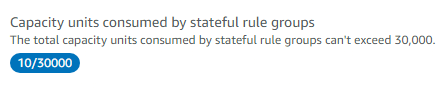 Capacity units consumed by stateful rule groups
The total capacity units consumed by stateful rule groups can't exceed 30,000.
10/30000